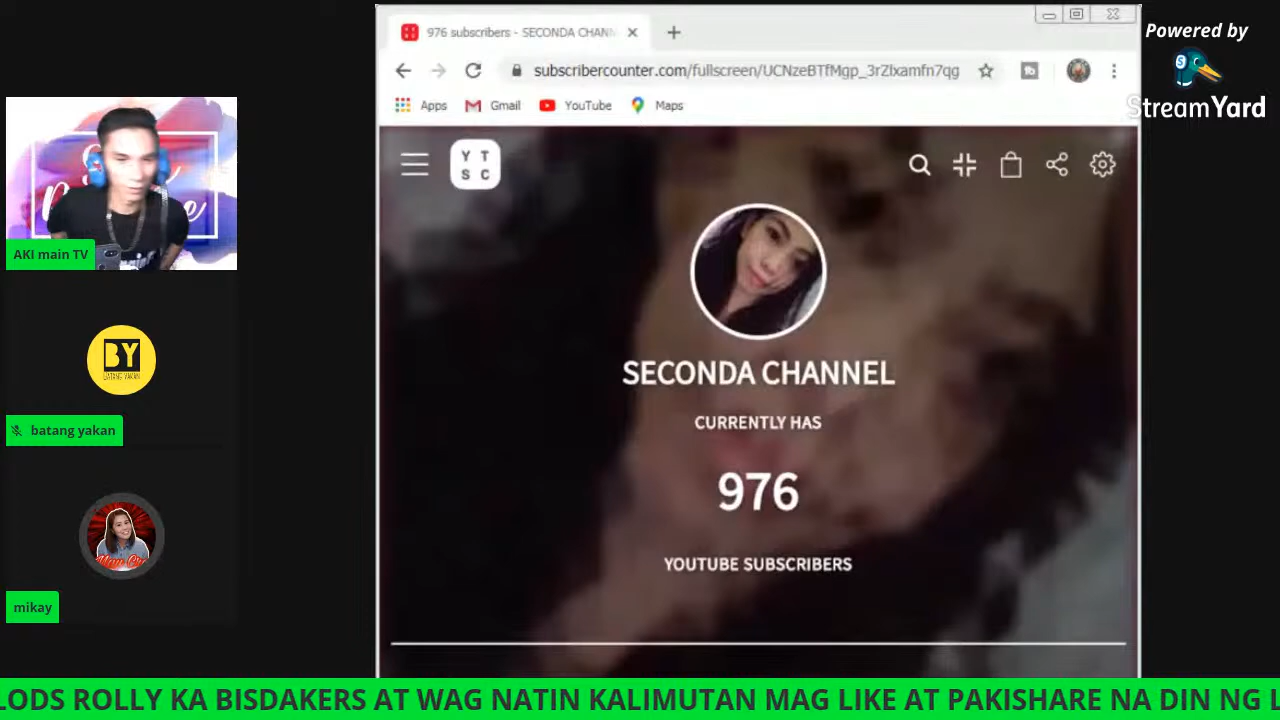 976 subscribers - SECONDA CHANN
Powered by
StreamYard
subscribercounter.com/fullscreen/UCNzeBTfMgp_3rZlxamfn7qg
Apps
Gmail
YouTube
Maps
Y T
S C
AKI main TV
SECONDA CHANNEL
CURRENTLY HAS
976
YOUTUBE SUBSCRIBERS
BY
BATANG YAKAN
batang yakan
mikay
LODS ROLLY KA BISDAKERS AT WAG NATIN KALIMUTAN MAG LIKE AT PAKISHARE NA DIN NG L